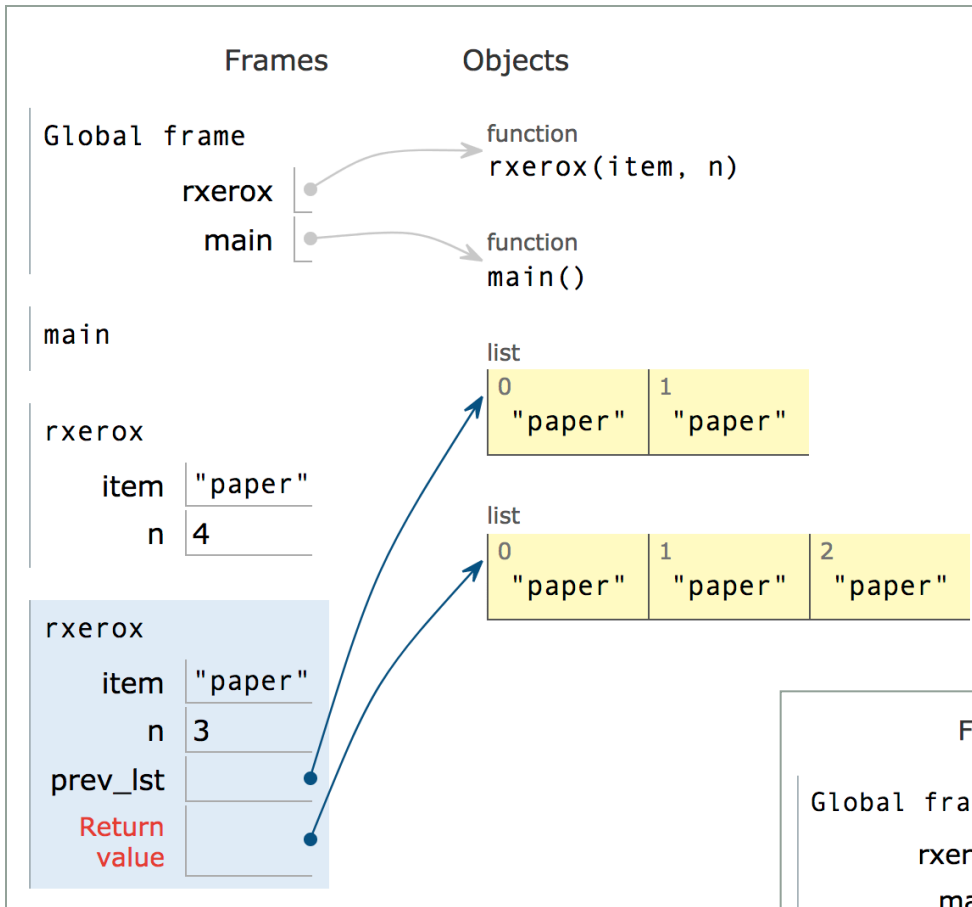 Frames Objects
Global frame
function
rxerox(item, n)
rxerox
main
function
main()
main
list
0 1
"paper" "paper"
rxerox
item "paper"
n 4
list
0 1 2
"paper" "paper" "paper"
rxerox
item "paper"
n 3
prev_lst
Return
value
Global